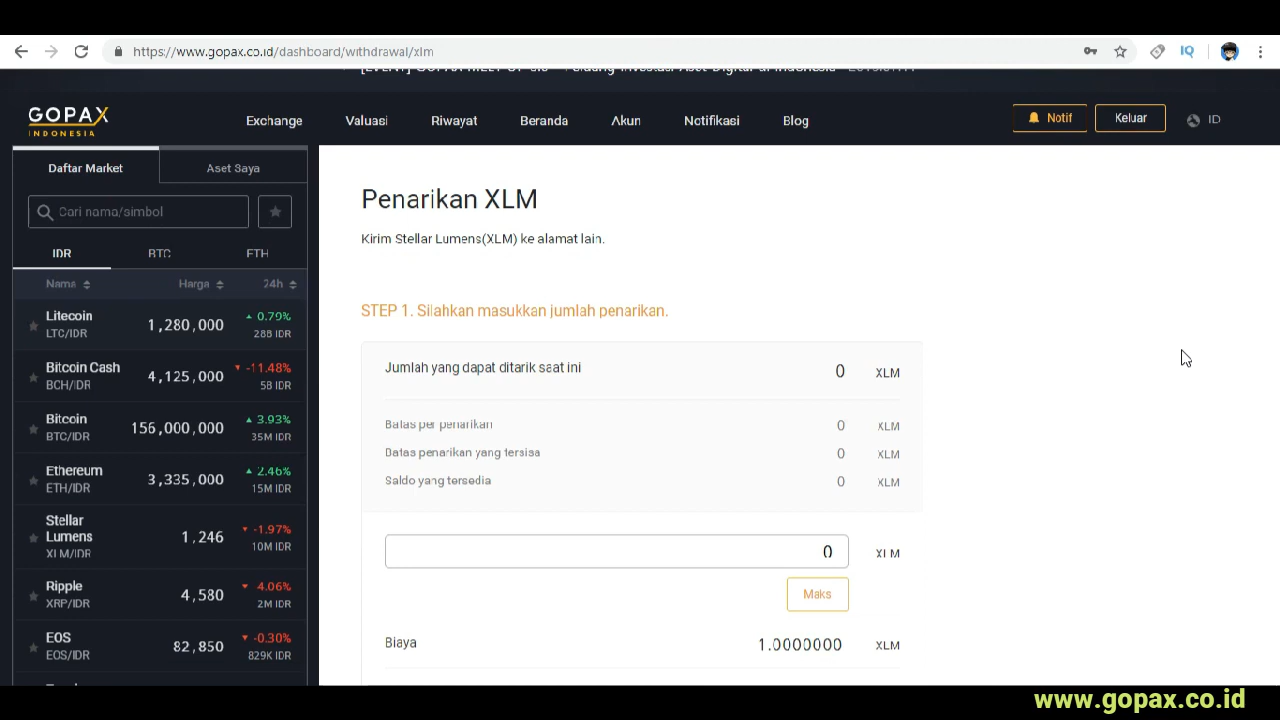 https://www.gopax.co.id/dashboard/withdrawal/xlm
IQ
GOPAX
INDONESIA
Exchange
Valuasi
Riwayat
Beranda
Akun
Notifikasi
Blog
Notif
Keluar
ID
Daftar Market
Aset Saya
Cari nama/simbol
IDR
BTC
ETH
Nama
Harga
24h
Litecoin 1,280,000 0.79%
LTC/IDR 288 IDR
Bitcoin Cash 4,125,000 -11.48%
BCH/IDR 58 IDR
Bitcoin 156,000,000 3.93%
BTC/IDR 35M IDR
Ethereum 3,335,000 2.46%
ETH/IDR 15M IDR
Stellar
Lumens 1,246 -1.97%
XLM/IDR 10M IDR
Ripple 4,580 4.06%
XRP/IDR 2M IDR
EOS 82,850 -0.30%
EOS/IDR 829K IDR
Penarikan XLM
Kirim Stellar Lumens(XLM) ke alamat lain.
STEP 1. Silahkan masukkan jumlah penarikan.
Jumlah yang dapat ditarik saat ini 0 XLM
Batas per penarikan 0 XLM
Batas penarikan yang tersisa 0 XLM
Saldo yang tersedia 0 XLM
0 XLM
Maks
Biaya 1.0000000 XLM
www.gopax.co.id